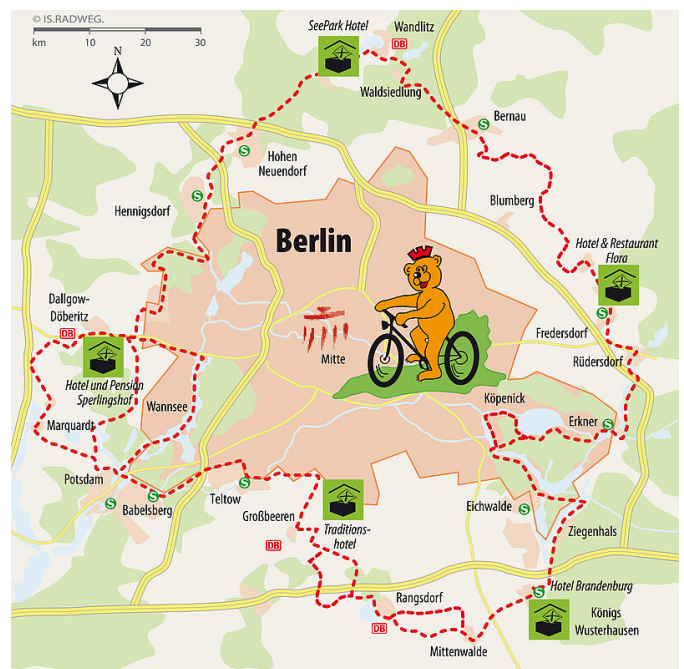 © IS.RADWEG.
km 10 20 30
N
SeePark Hotel
Wandlitz
DB
Waldsiedlung
Bernau
S
Hohen
Neuendorf
S
Hennigsdorf
S
Blumberg
Berlin
Hotel & Restaurant
Flora
S
Dallgow-
Döberitz
DB
Mitte
Fredersdorf
Rüdersdorf
Hotel und Pension
Sperlingshof
Wannsee
Marquardt
Köpenick
Erkner
S
Potsdam
S
Babelsberg
S
Teltow
S
Großbeeren
DB
Traditions-
hotel
Eichwalde
S
Ziegenhals
Hotel Brandenburg
S
Rangsdorf
DB
Königs
Wusterhausen
Mittenwalde